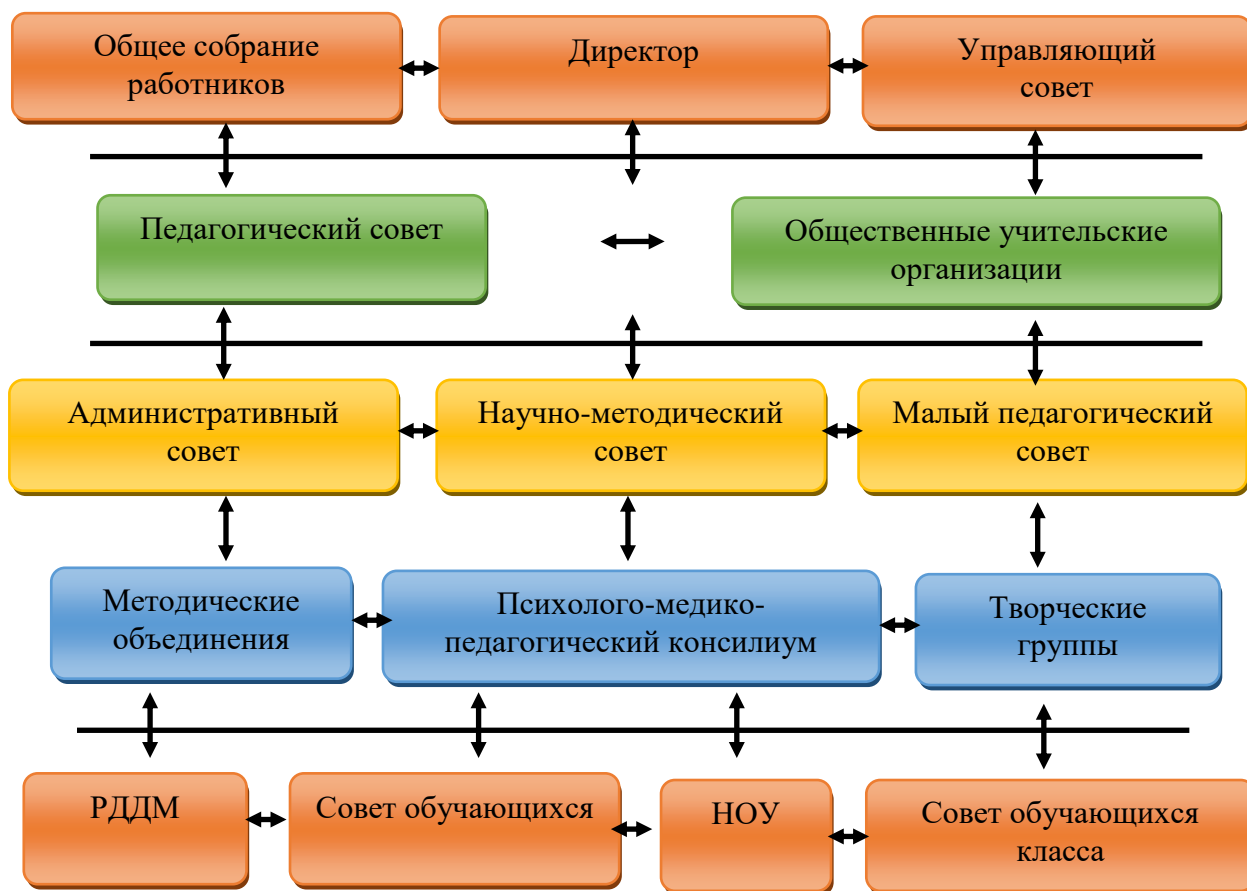 Общее собрание
работников
Директор
Управляющий
совет
Педагогический совет
Общественные учительские
организации
Административный
совет
Научно-методический
совет
Малый педагогический
совет
Методические
объединения
Психолого-медико-
педагогический консилиум
Творческие
группы
РДДМ
Совет обучающихся
НОУ
Совет обучающихся
класса